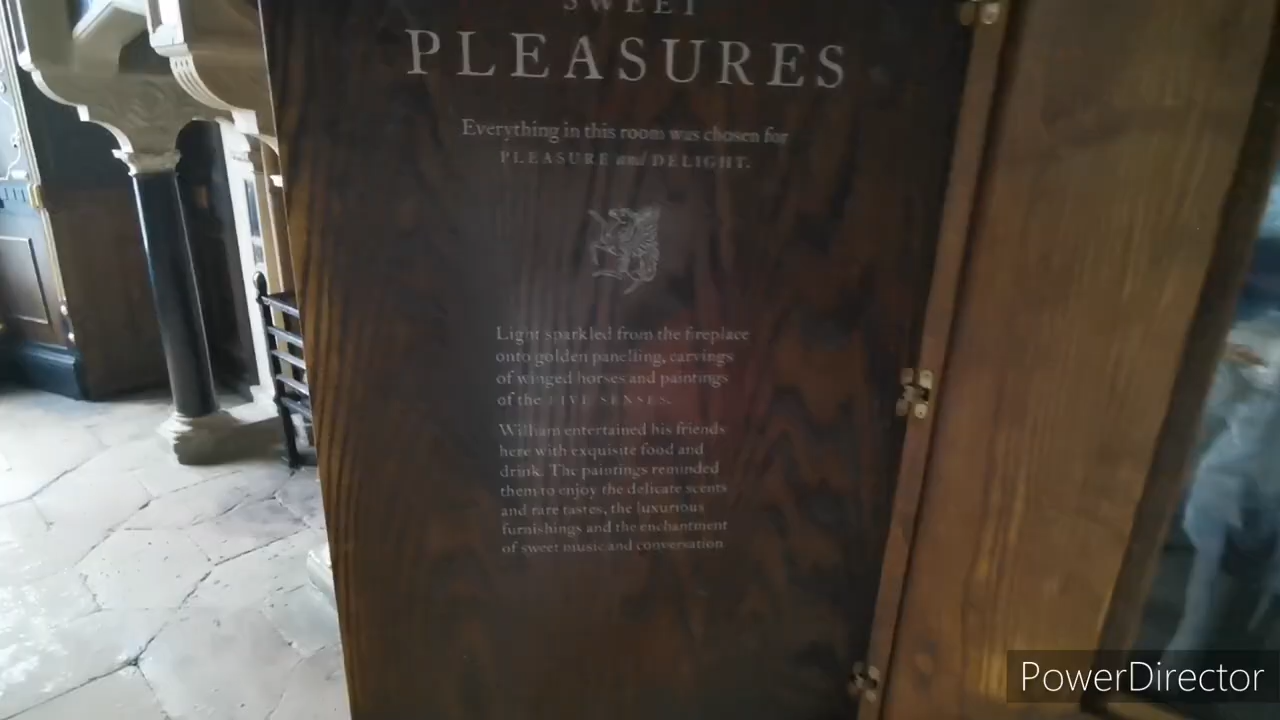 SWEET
PLEASURES
Everything in this room was chosen for
PLEASURE and DELIGHT.
Light sparkled from the fireplace
onto golden panelling, carvings
of winged horses and paintings
of the FIVE SENSES.
William entertained his friends
here with exquisite food and
drink. The paintings reminded
them to enjoy the delicate scents
and rare tastes, the luxurious
furnishings and the enchantment
of sweet music and conversation.
PowerDirector